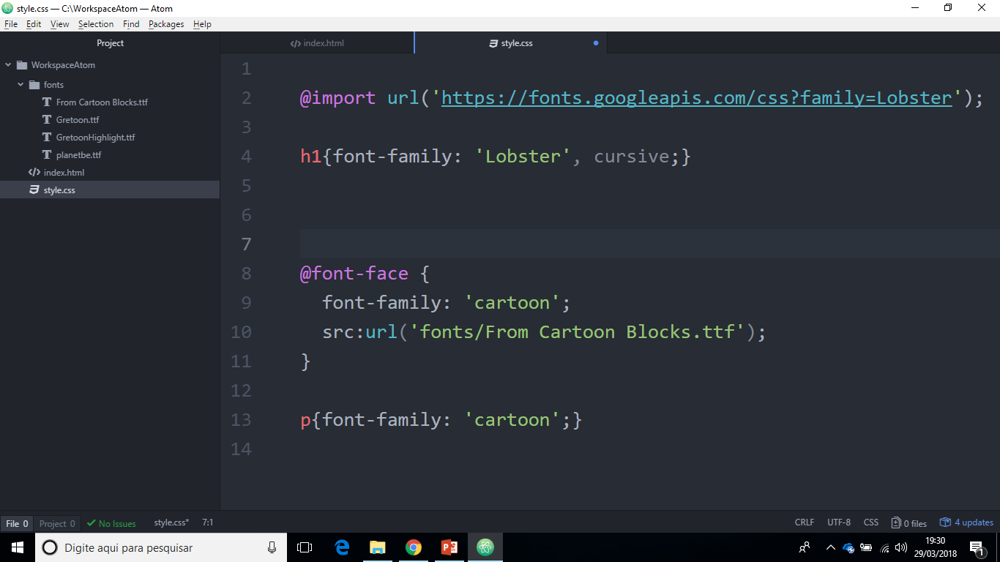 style.css — C:\WorkspaceAtom — Atom
File Edit View Selection Find Packages Help
Project
index.html
style.css
WorkspaceAtom
fonts
From Cartoon Blocks.ttf
Gretoon.ttf
GretoonHighlight.ttf
planetbe.ttf
index.html
style.css
1
2 @import url('https://fonts.googleapis.com/css?family=Lobster');
3
4 h1{font-family: 'Lobster', cursive;}
5
6
7
8 @font-face {
9 font-family: 'cartoon';
10 src:url('fonts/From Cartoon Blocks.ttf');
11 }
12
13 p{font-family: 'cartoon';}
14
File 0 Project 0 No Issues style.css* 7:1 CRLF UTF-8 CSS 0 files 4 updates
Digite aqui para pesquisar
19:30
29/03/2018
1